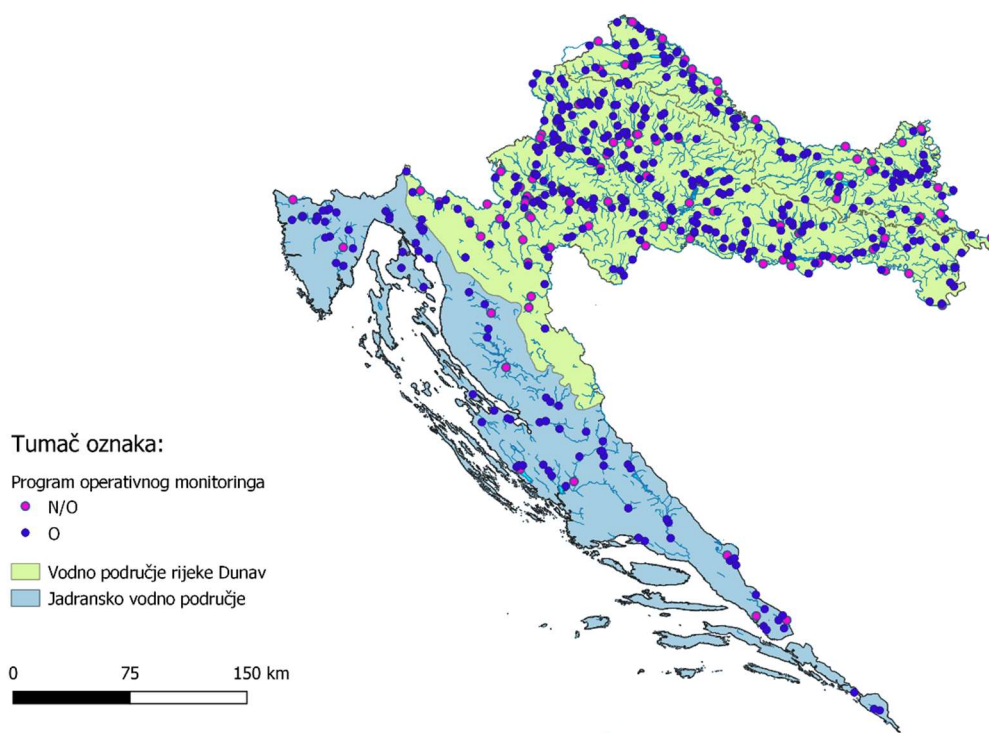 Tumač oznaka:
Program operativnog monitoringa
N/O
O
Vodno područje rijeke Dunav
Jadransko vodno područje
0 75 150 km